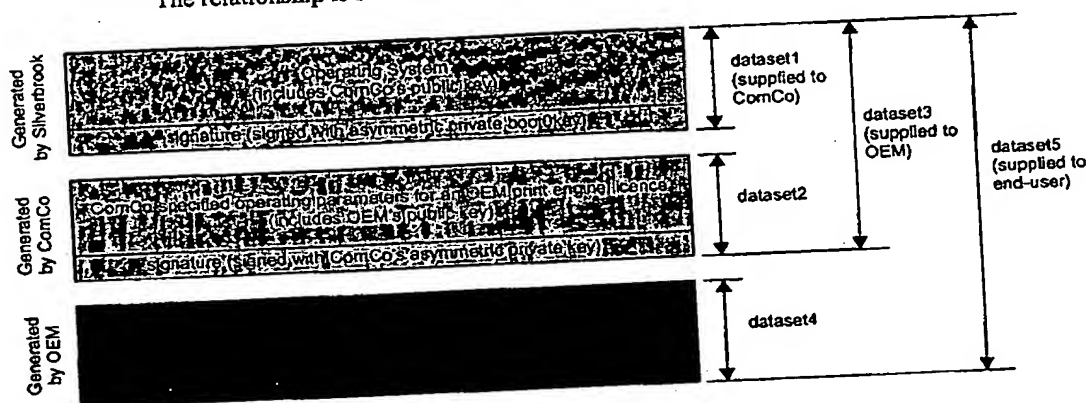 The relationship is
Generated
by Silverbrook
Operating System
(includes ComCo's public key)
signature (signed with asymmetric private boot0key)
dataset1
(supplied to
ComCo)
dataset3
(supplied to
OEM)
dataset5
(supplied to
end-user)
Generated
by ComCo
ComCo-specified operating parameters for an OEM print engine licence
(includes OEM's public key)
signature (signed with ComCo's asymmetric private key)
dataset2
Generated
by OEM
dataset4